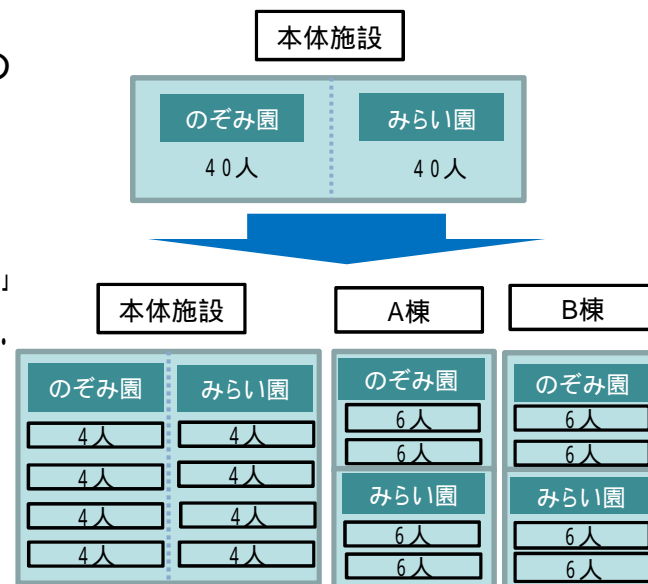 の
本体施設
のぞみ園 みらい園
40人 40人
」
本体施設 A棟 B棟
のぞみ園 みらい園
4人 4人
4人 4人
4人 4人
4人 4人
のぞみ園
6人
6人
みらい園
6人
6人
のぞみ園
6人
6人
みらい園
6人
6人